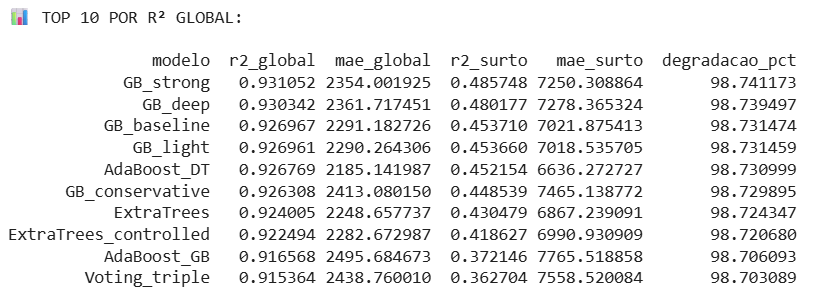 📊 TOP 10 POR R² GLOBAL:
modelo r2_global mae_global r2_surto mae_surto degradacao_pct
GB_strong 0.931052 2354.001925 0.485748 7250.308864 98.741173
GB_deep 0.930342 2361.717451 0.480177 7278.365324 98.739497
GB_baseline 0.926967 2291.182726 0.453710 7021.875413 98.731474
GB_light 0.926961 2290.264306 0.453660 7018.535705 98.731459
AdaBoost_DT 0.926769 2185.141987 0.452154 6636.272727 98.730999
GB_conservative 0.926308 2413.080150 0.448539 7465.138772 98.729895
ExtraTrees 0.924005 2248.657737 0.430479 6867.239091 98.724347
ExtraTrees_controlled 0.922494 2282.672987 0.418627 6990.930909 98.720680
AdaBoost_GB 0.916568 2495.684673 0.372146 7765.518858 98.706093
Voting_triple 0.915364 2438.760010 0.362704 7558.520084 98.703089